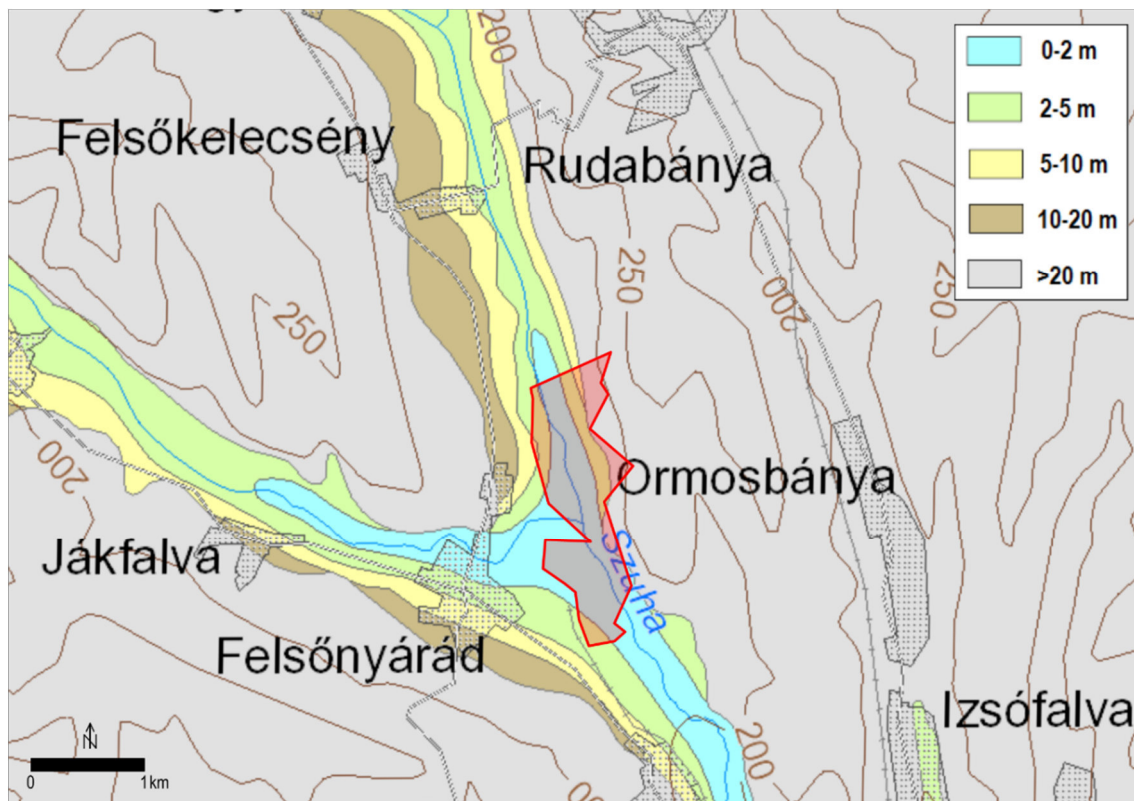 200
0-2 m
2-5 m
5-10 m
10-20 m
>20 m
Felsőkelecsény
Rudabánya
250
200
250
250
Ormosbánya
200
Jákfalva
Szuha
Felsőnyárád
Izsófalva
200
N
0 1km